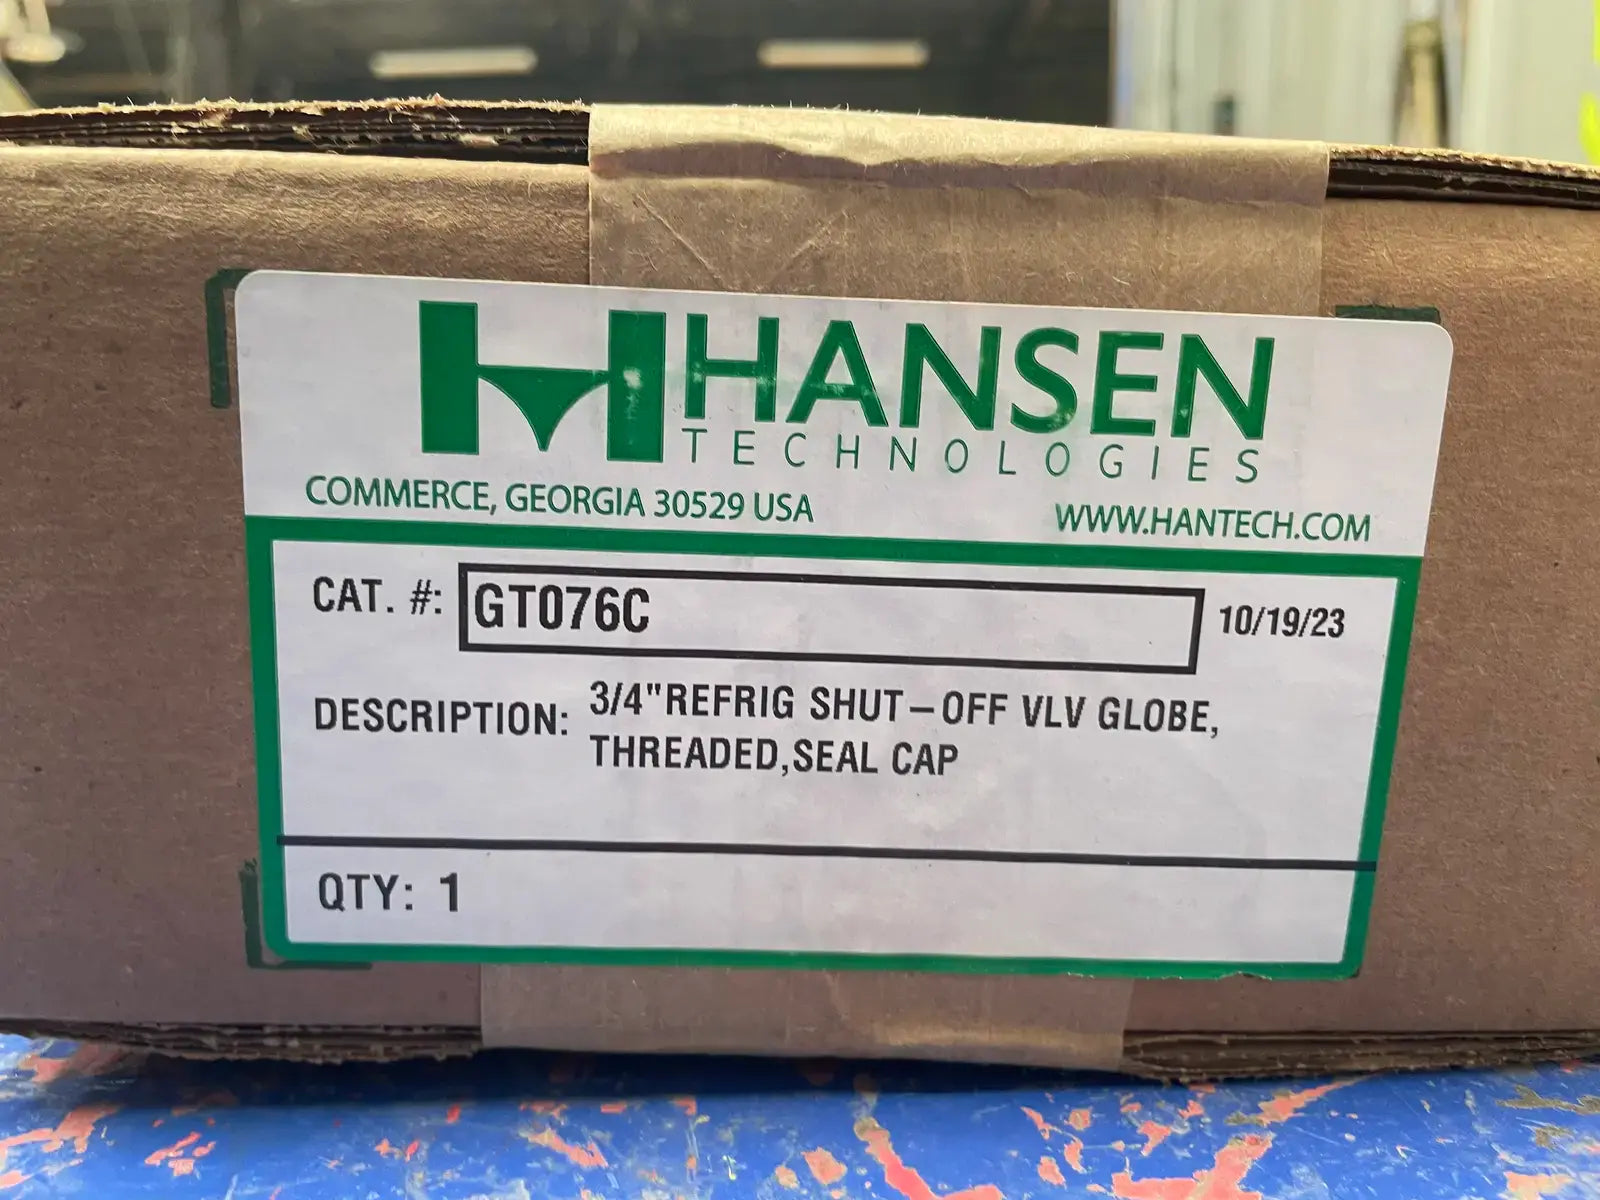 HANSEN
TECHNOLOGIES
COMMERCE, GEORGIA 30529 USA WWW.HANTECH.COM
CAT. #: GT076C 10/19/23
DESCRIPTION: 3/4"REFRIG SHUT-OFF VLV GLOBE,
THREADED,SEAL CAP
QTY: 1